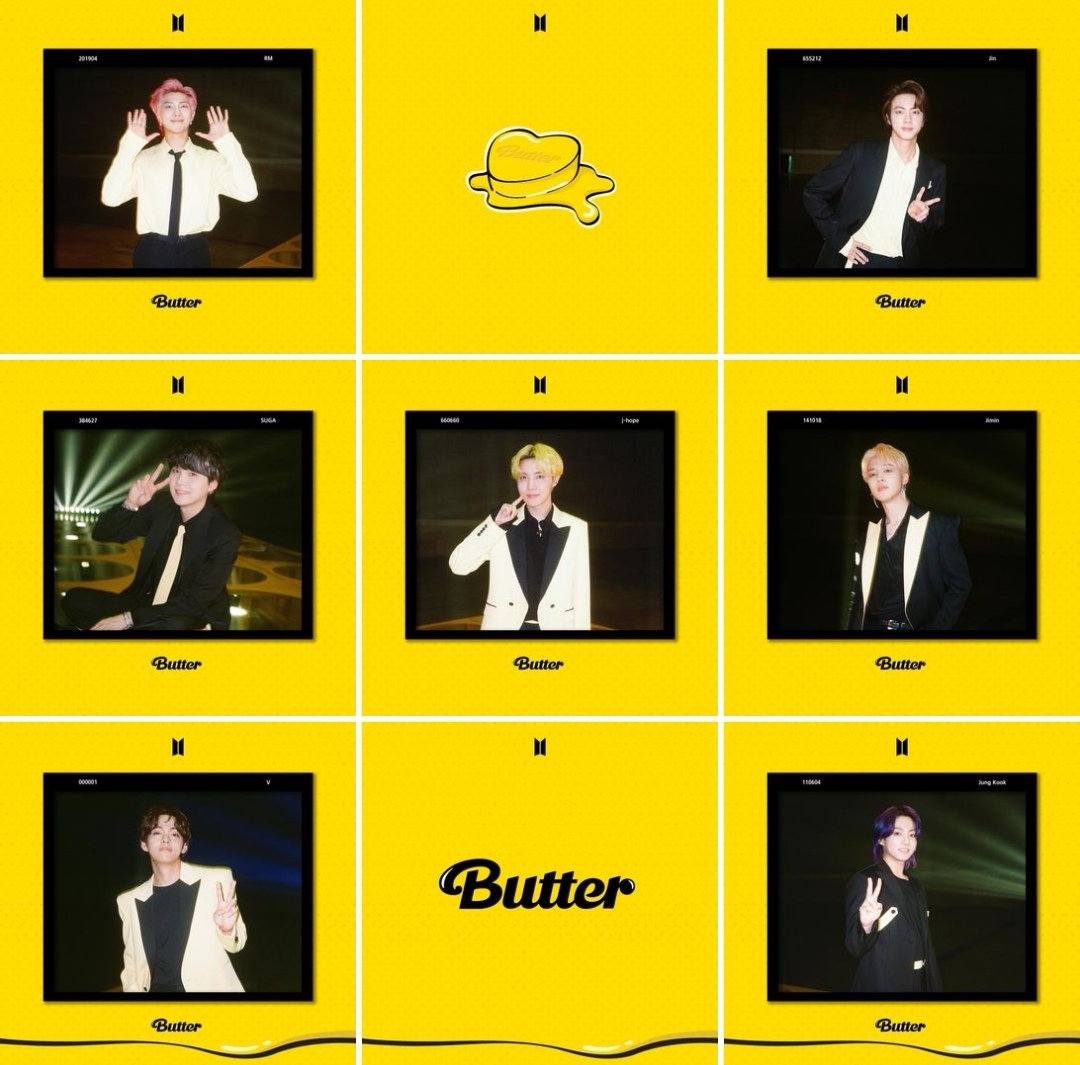 201904 RM
Butter
Butter
655212 Jin
Butter
384627 SUGA
Butter
660660 j-hope
Butter
141018 Jimin
Butter
000001 V
Butter
Butter
110604 Jung Kook
Butter